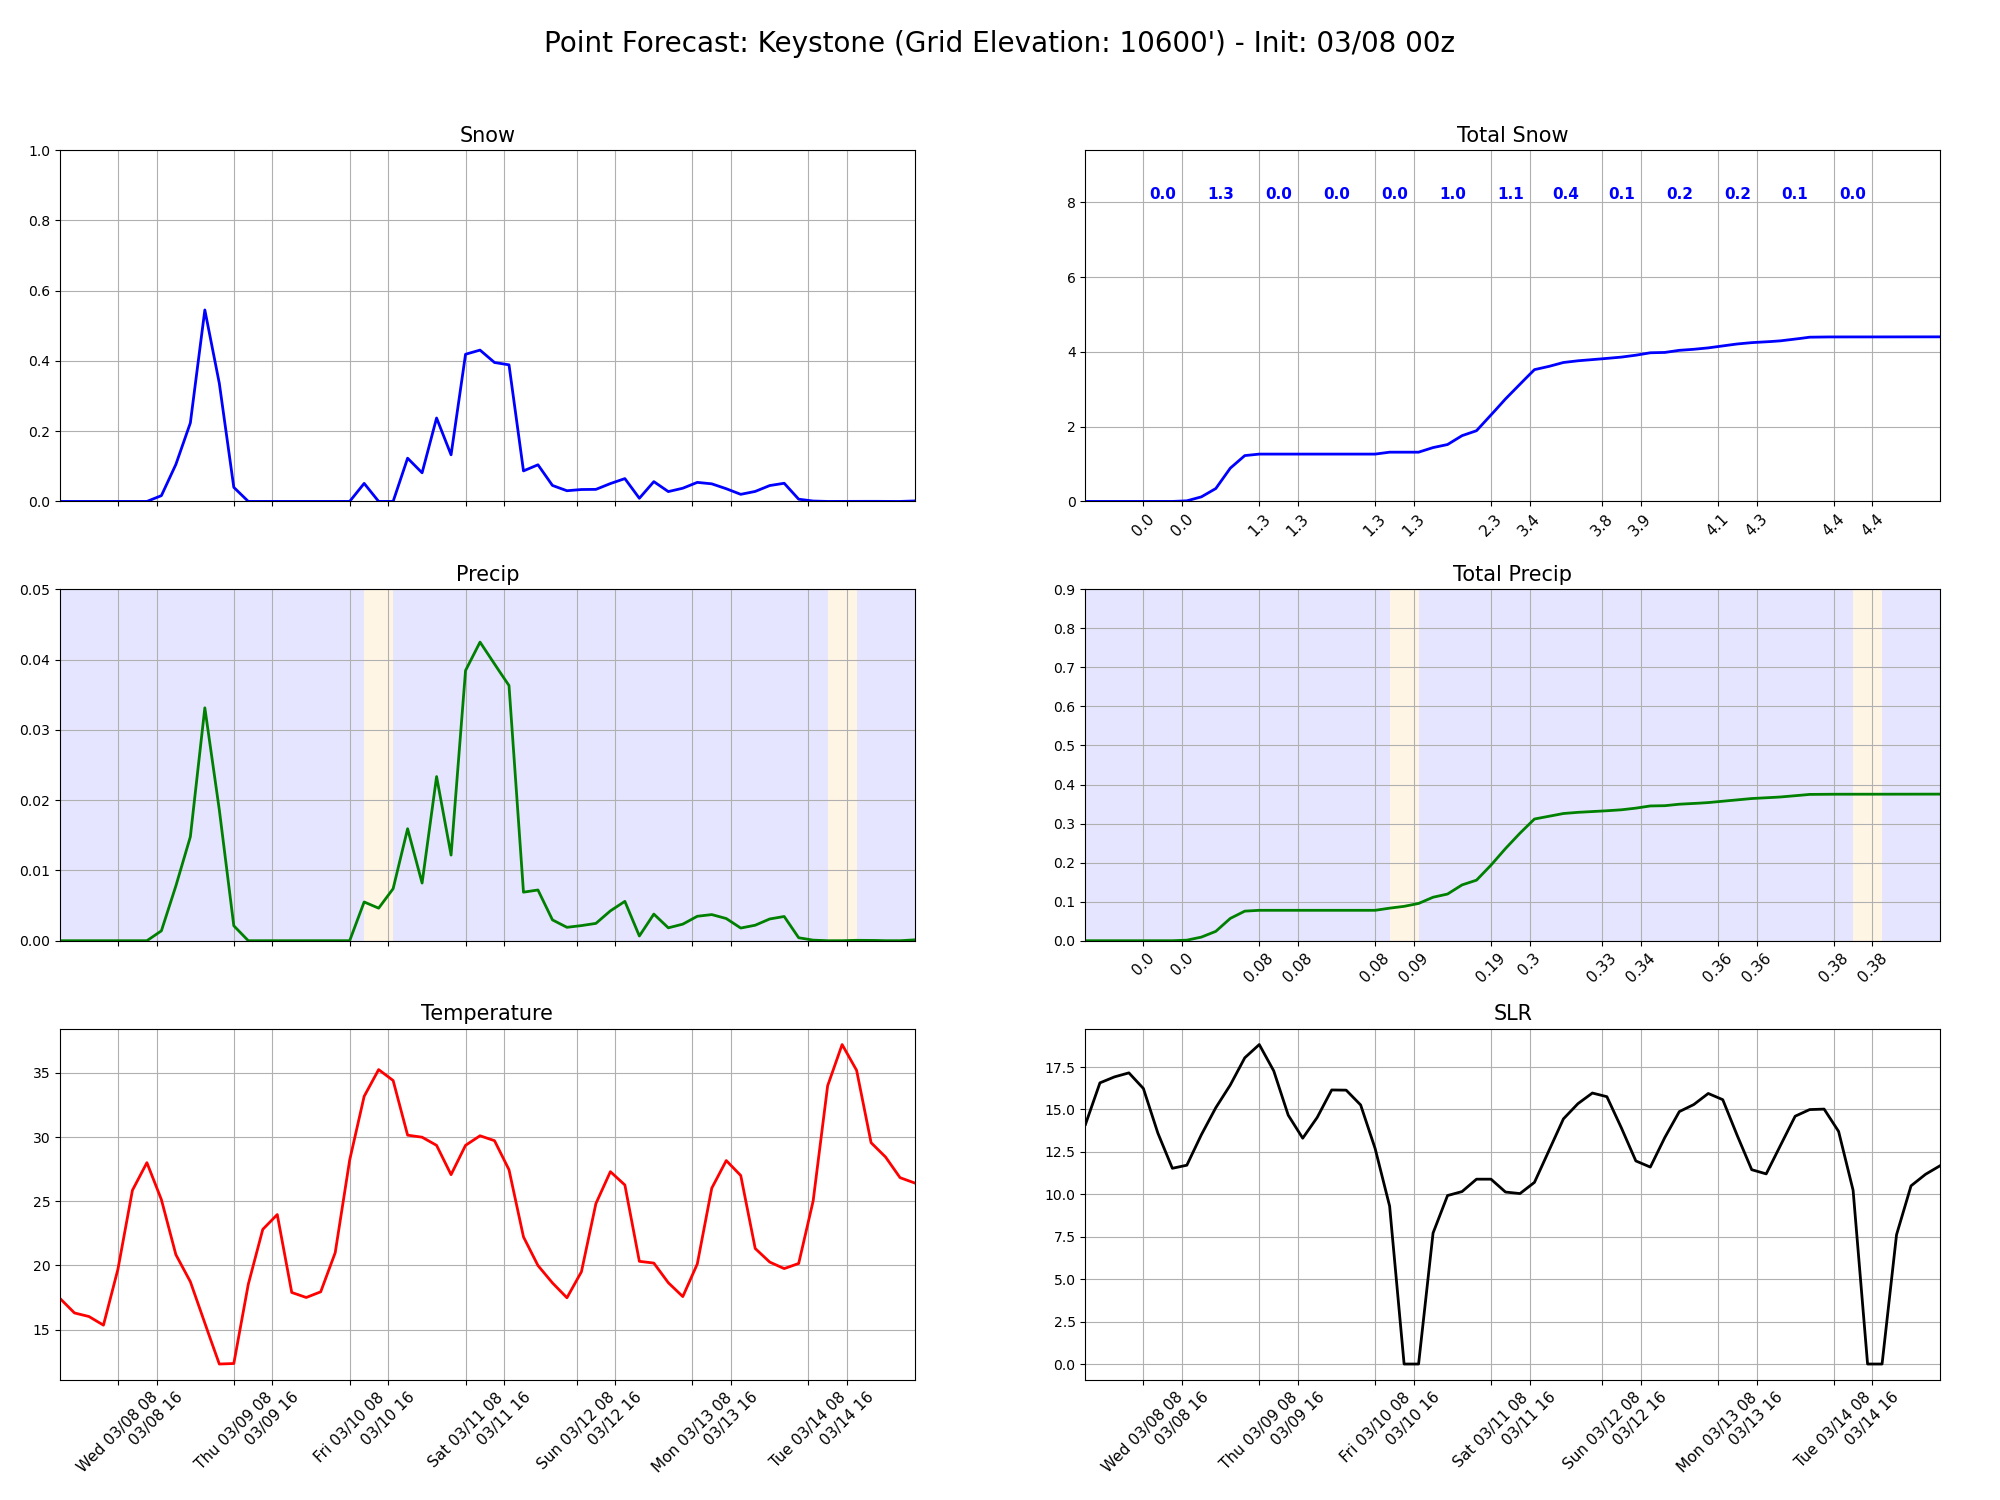 Point Forecast: Keystone (Grid Elevation: 10600') - Init: 03/08 00z
Snow
1.0
0.8
0.6
0.4
0.2
0.0
Total Snow
0.0 1.3 0.0 0.0 0.0 1.0 1.1 0.4 0.1 0.2 0.2 0.1 0.0
8
6
4
2
0
0.0 0.0 1.3 1.3 1.3 1.3 2.3 3.4 3.8 3.9 4.1 4.3 4.4 4.4
Precip
0.05
0.04
0.03
0.02
0.01
0.00
Total Precip
0.9
0.8
0.7
0.6
0.5
0.4
0.3
0.2
0.1
0.0
0.0 0.0 0.08 0.08 0.08 0.09 0.19 0.3 0.33 0.34 0.36 0.36 0.38 0.38
Temperature
35
30
25
20
15
Wed 03/08 08
03/08 16
Thu 03/09 08
03/09 16
Fri 03/10 08
03/10 16
Sat 03/11 08
03/11 16
Sun 03/12 08
03/12 16
Mon 03/13 08
03/13 16
Tue 03/14 08
03/14 16
SLR
17.5
15.0
12.5
10.0
7.5
5.0
2.5
0.0
Wed 03/08 08
03/08 16
Thu 03/09 08
03/09 16
Fri 03/10 08
03/10 16
Sat 03/11 08
03/11 16
Sun 03/12 08
03/12 16
Mon 03/13 08
03/13 16
Tue 03/14 08
03/14 16